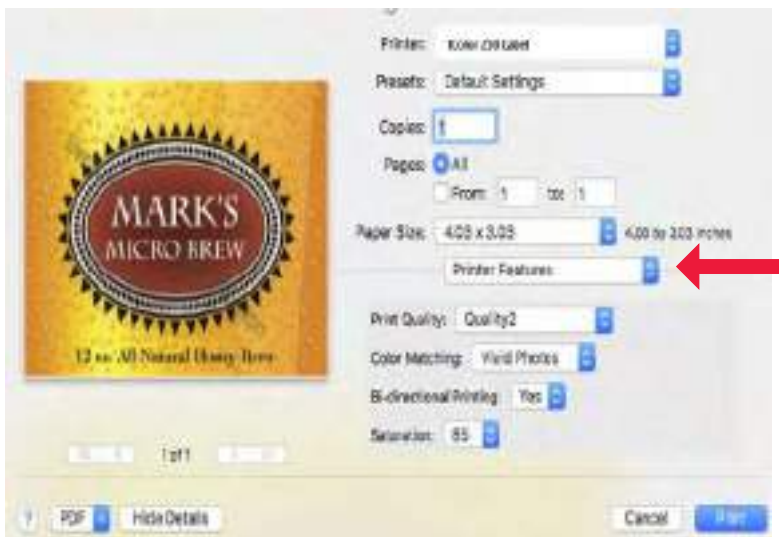 Printer:
Presets: Default Settings
Copies: 1
Pages: All
From: 1 to: 1
Paper Size: 4.03 x 3.03
Printer Features
Print Quality: Quality2
Color Matching: Vivid Photos
Bi-directional Printing Yes
Saturation: 85
MARK'S
MICRO BREW
12 oz All Natural Honey Brew
1 of 1
? PDF Hide Details
Cancel Print